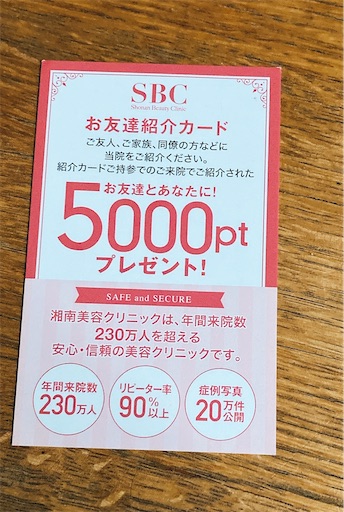 SBC
Shonan Beauty Clinic
お友達紹介カード
ご友人、ご家族、同僚の方などに
当院をご紹介ください。
紹介カードご持参でのご来院でご紹介された
お友達とあなたに!
5000pt
プレゼント!
SAFE and SECURE
湘南美容クリニックは、年間来院数
230万人を超える
安心・信頼の美容クリニックです。
年間来院数
230万人
リピーター率
90%以上
症例写真
20万件公開